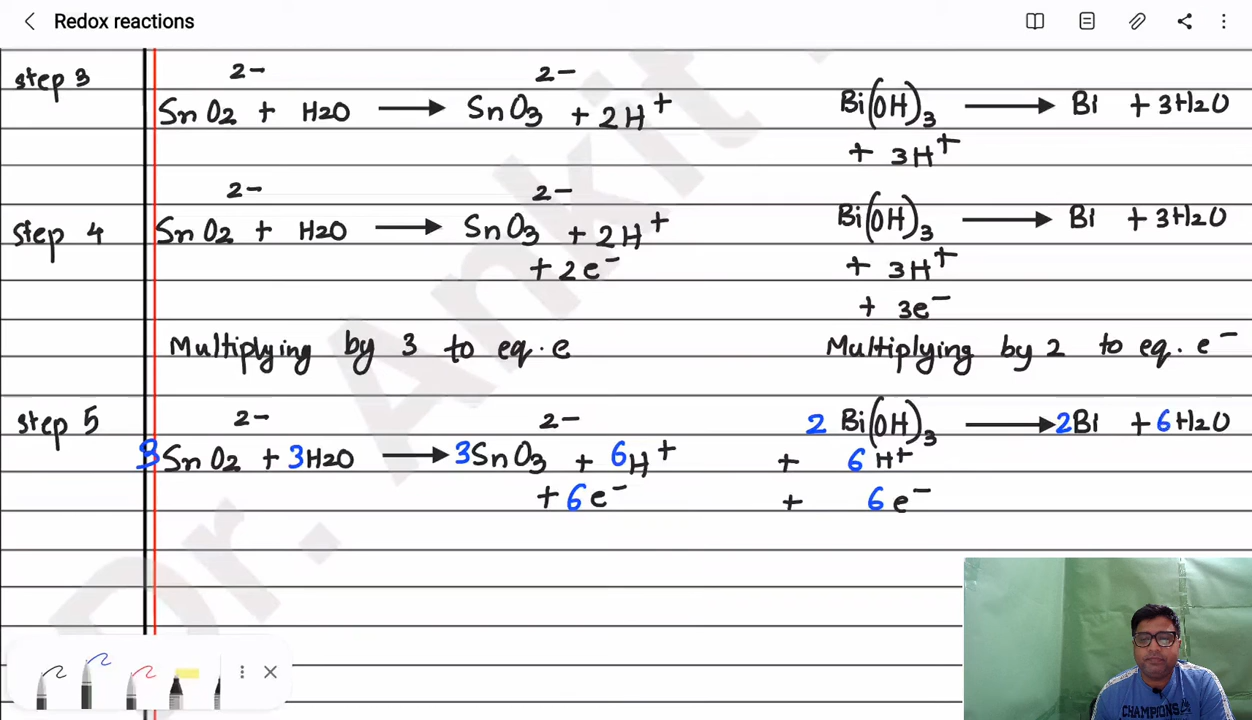 Redox reactions
step 3
SnO2 2- + H2O → SnO3 2- + 2H+
Bi(OH)3 → Bi + 3H2O
+ 3H+
step 4
SnO2 2- + H2O → SnO3 2- + 2H+
+ 2e-
Bi(OH)3 → Bi + 3H2O
+ 3H+
+ 3e-
Multiplying by 3 to eq. e
Multiplying by 2 to eq. e-
step 5
3SnO2 2- + 3H2O → 3SnO3 2- + 6H+
+ 6e-
2 Bi(OH)3 → 2Bi + 6H2O
+ 6H+
+ 6e-
Dr. Ankit
CHAMPIONS